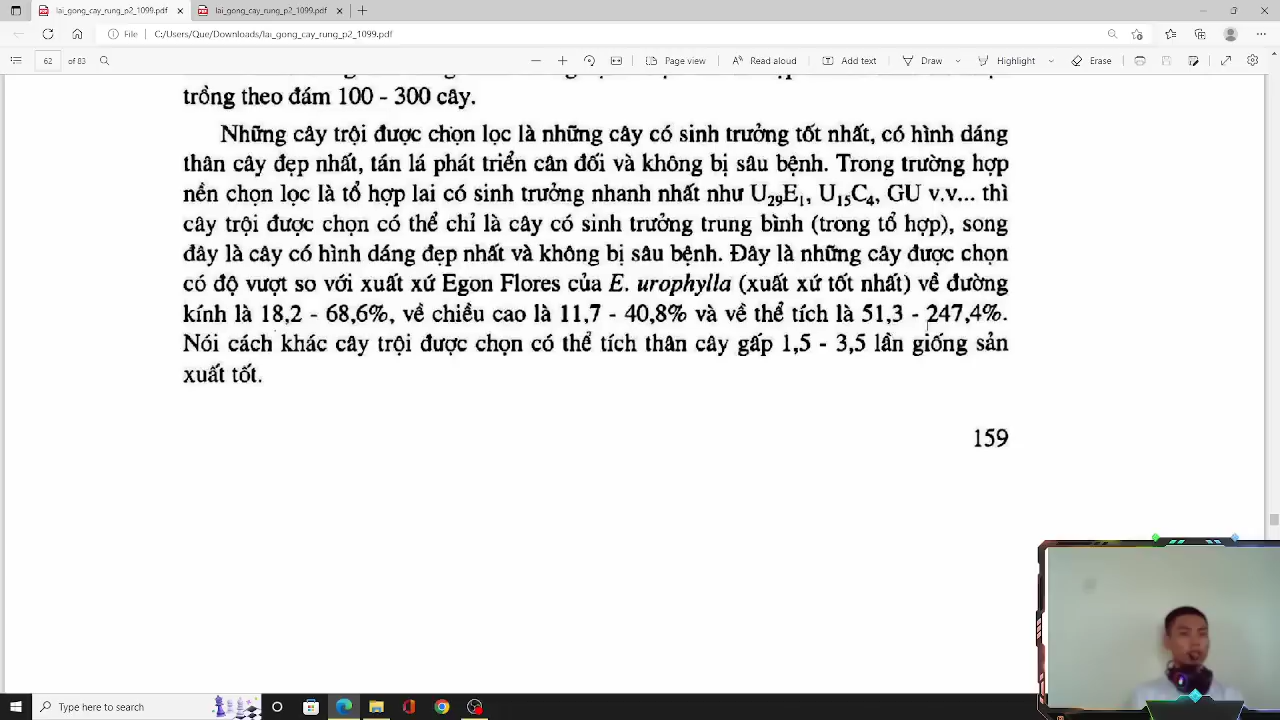 lai_gong_cay_rung_p2_1099.pdf
lai_gong_cay_rung_p2_1099.pdf
File
C:/Users/Que/Downloads/lai_gong_cay_rung_p2_1099.pdf
62 of 83
Page view
Read aloud
Add text
Draw
Highlight
Erase
trồng theo đám 100 - 300 cây.
Những cây trội được chọn lọc là những cây có sinh trưởng tốt nhất, có hình dáng
thân cây đẹp nhất, tán lá phát triển cân đối và không bị sâu bệnh. Trong trường hợp
nền chọn lọc là tổ hợp lai có sinh trưởng nhanh nhất như U29E1, U15C4, GU v.v... thì
cây trội được chọn có thể chỉ là cây có sinh trưởng trung bình (trong tổ hợp), song
đây là cây có hình dáng đẹp nhất và không bị sâu bệnh. Đây là những cây được chọn
có độ vượt so với xuất xứ Egon Flores của E. urophylla (xuất xứ tốt nhất) về đường
kính là 18,2 - 68,6%, về chiều cao là 11,7 - 40,8% và về thể tích là 51,3 - 247,4%.
Nói cách khác cây trội được chọn có thể tích thân cây gấp 1,5 - 3,5 lần giống sản
xuất tốt.
159
Type here to search